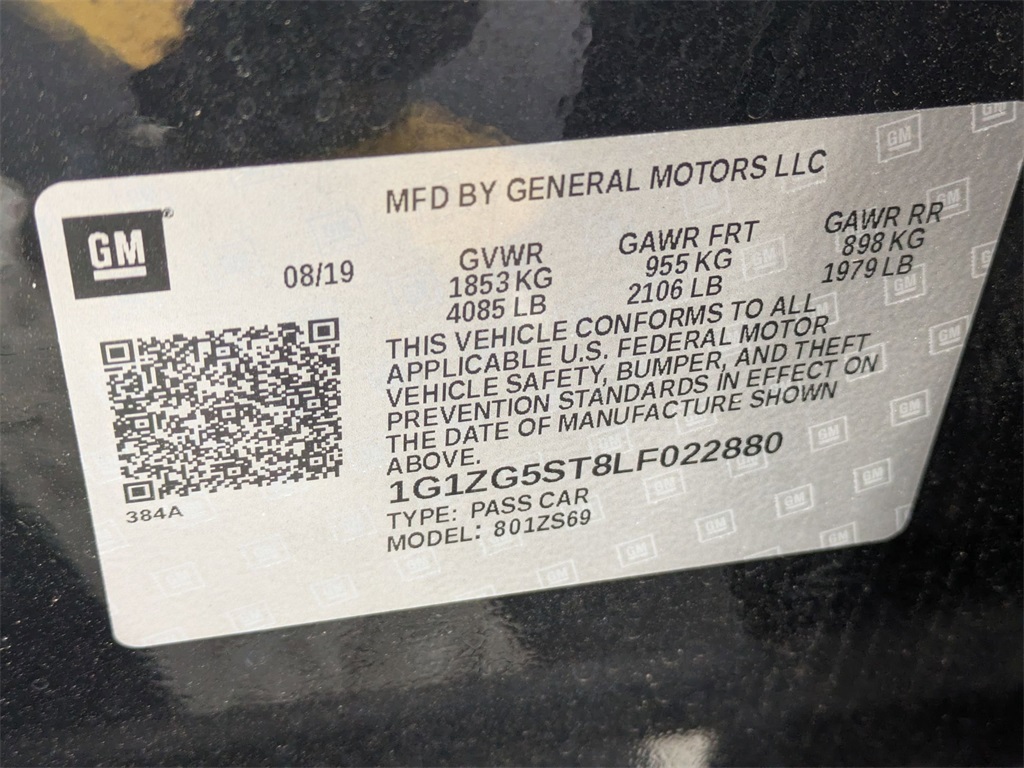 MFD BY GENERAL MOTORS LLC
GM
08/19
GVWR
1853 KG
4085 LB
GAWR FRT
955 KG
2106 LB
GAWR RR
898 KG
1979 LB
THIS VEHICLE CONFORMS TO ALL
APPLICABLE U.S. FEDERAL MOTOR
VEHICLE SAFETY, BUMPER, AND THEFT
PREVENTION STANDARDS IN EFFECT ON
THE DATE OF MANUFACTURE SHOWN
ABOVE.
1G1ZG5ST8LF022880
TYPE: PASS CAR
MODEL: 801ZS69
384A